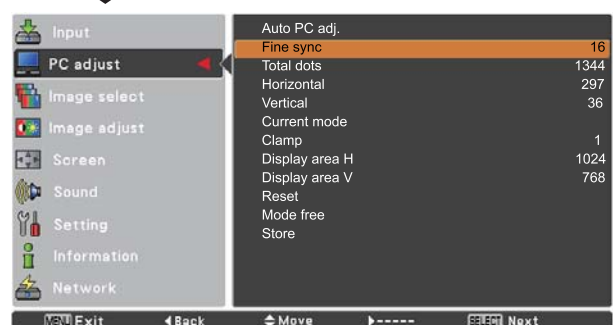 Input
PC adjust
Image select
Image adjust
Screen
Sound
Setting
Information
Network
Auto PC adj.
Fine sync 16
Total dots 1344
Horizontal 297
Vertical 36
Current mode
Clamp 1
Display area H 1024
Display area V 768
Reset
Mode free
Store
MENU Exit ◀Back ⬍Move ▶----- SELECT Next